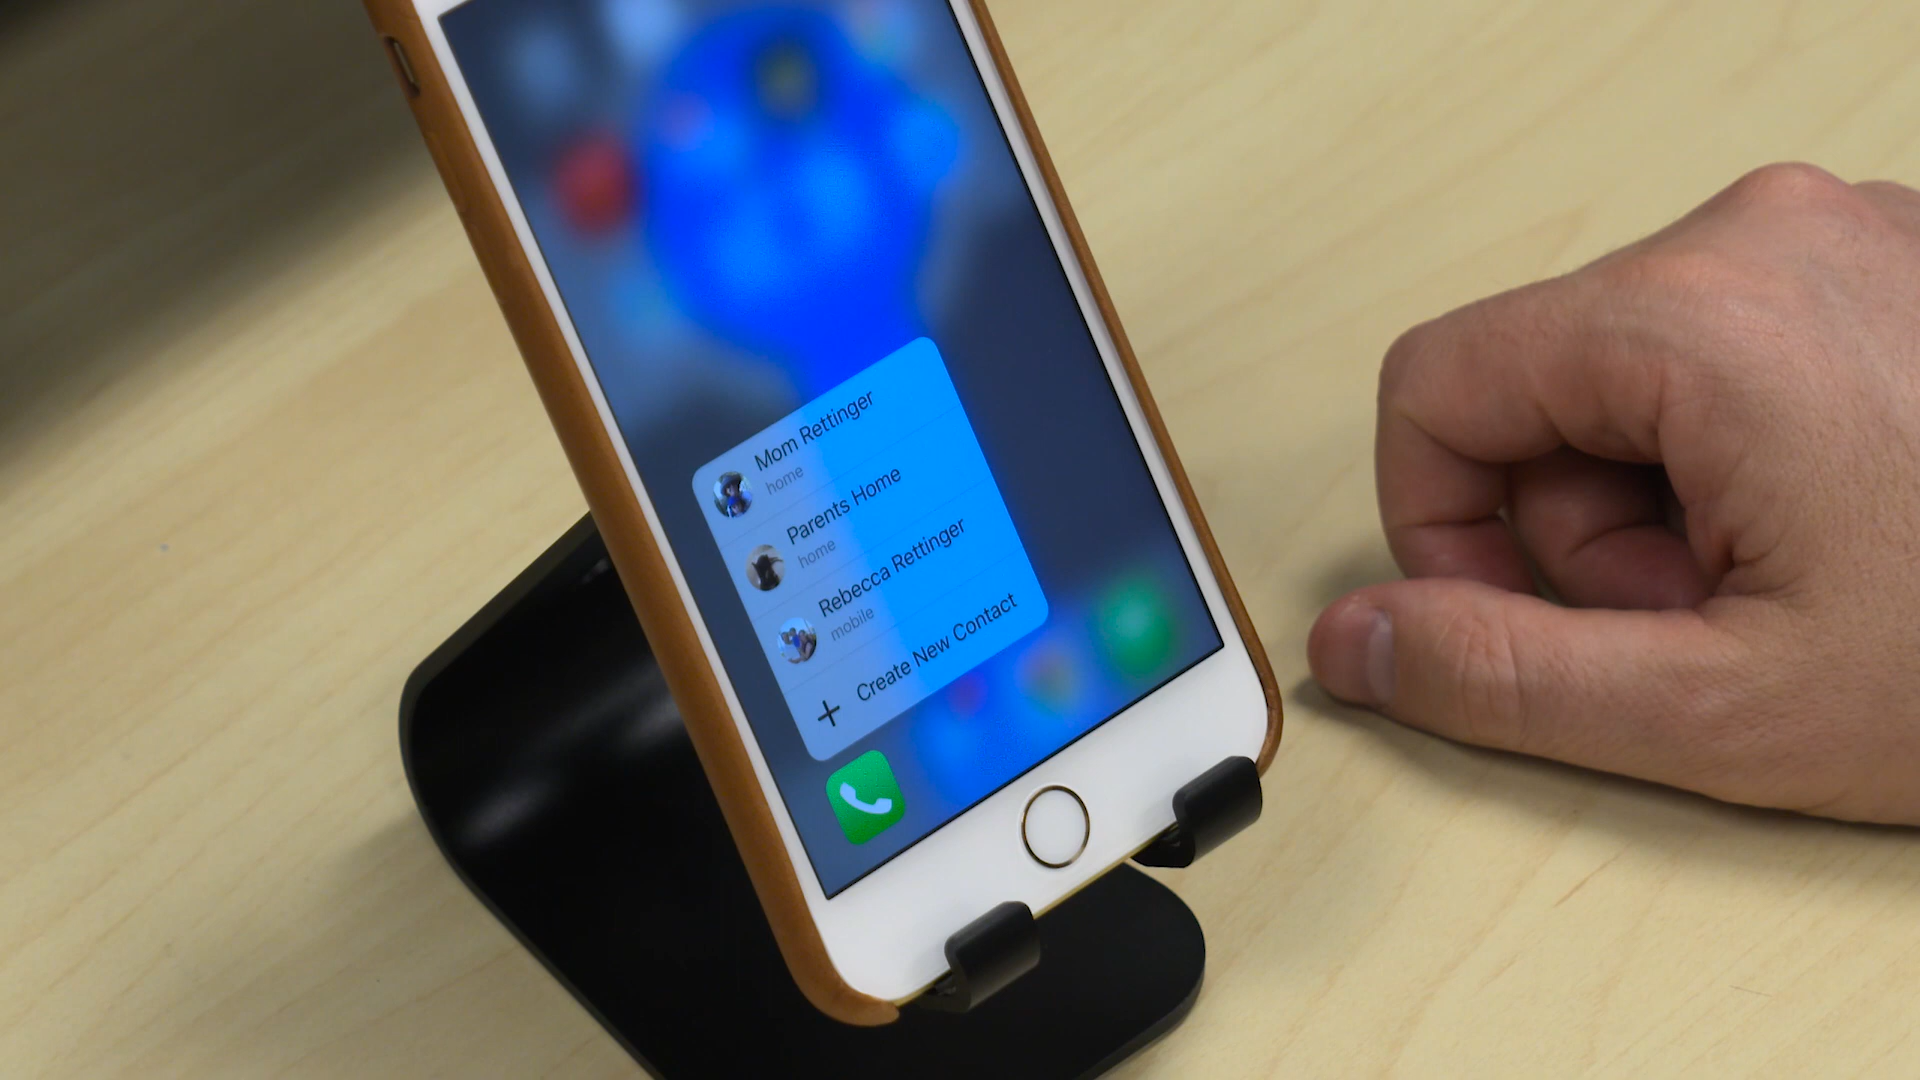 Mom Rettinger
home
Parents Home
home
Rebecca Rettinger
mobile
Create New Contact